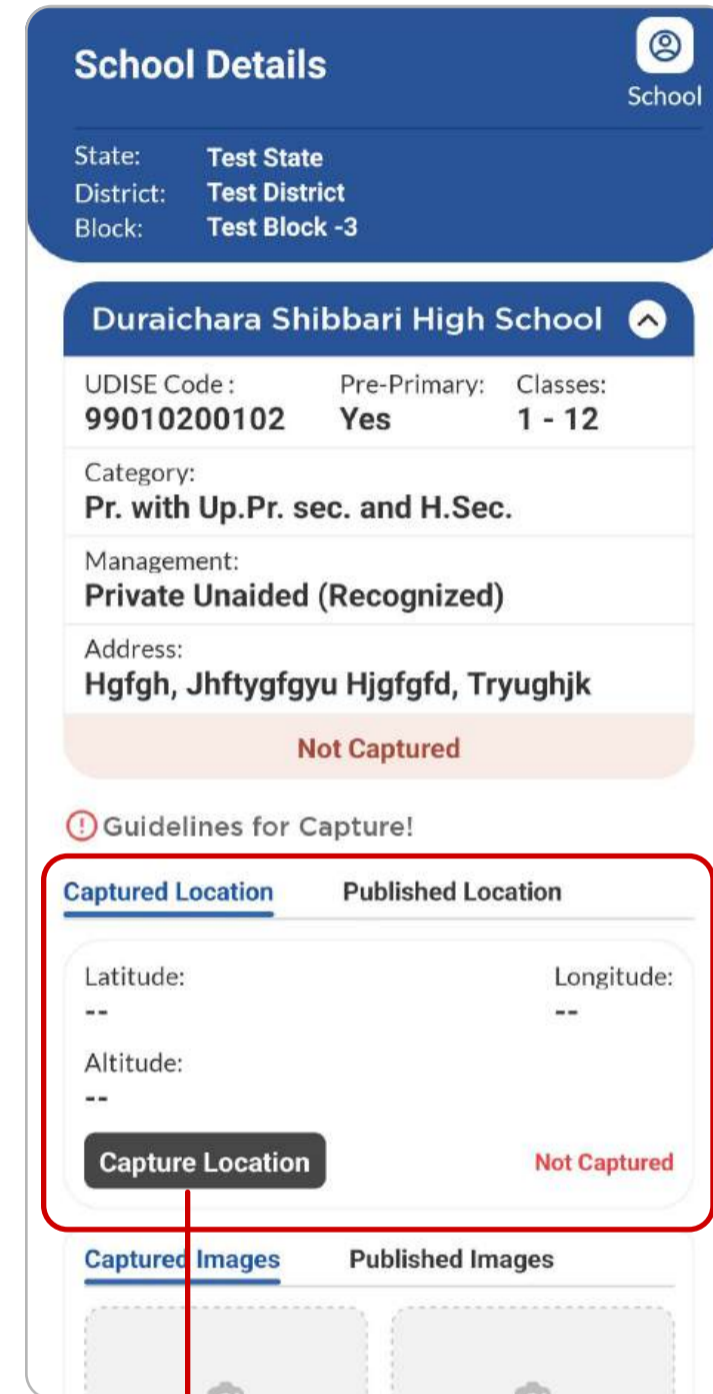 School Details
School
State: Test State
District: Test District
Block: Test Block -3
Duraichara Shibbari High School
UDISE Code : Pre-Primary: Classes:
99010200102 Yes 1 - 12
Category:
Pr. with Up.Pr. sec. and H.Sec.
Management:
Private Unaided (Recognized)
Address:
Hgfgh, Jhftygfgyu Hjgfgfd, Tryughjk
Not Captured
Guidelines for Capture!
Captured Location Published Location
Latitude: Longitude:
-- --
Altitude:
--
Capture Location Not Captured
Captured Images Published Images